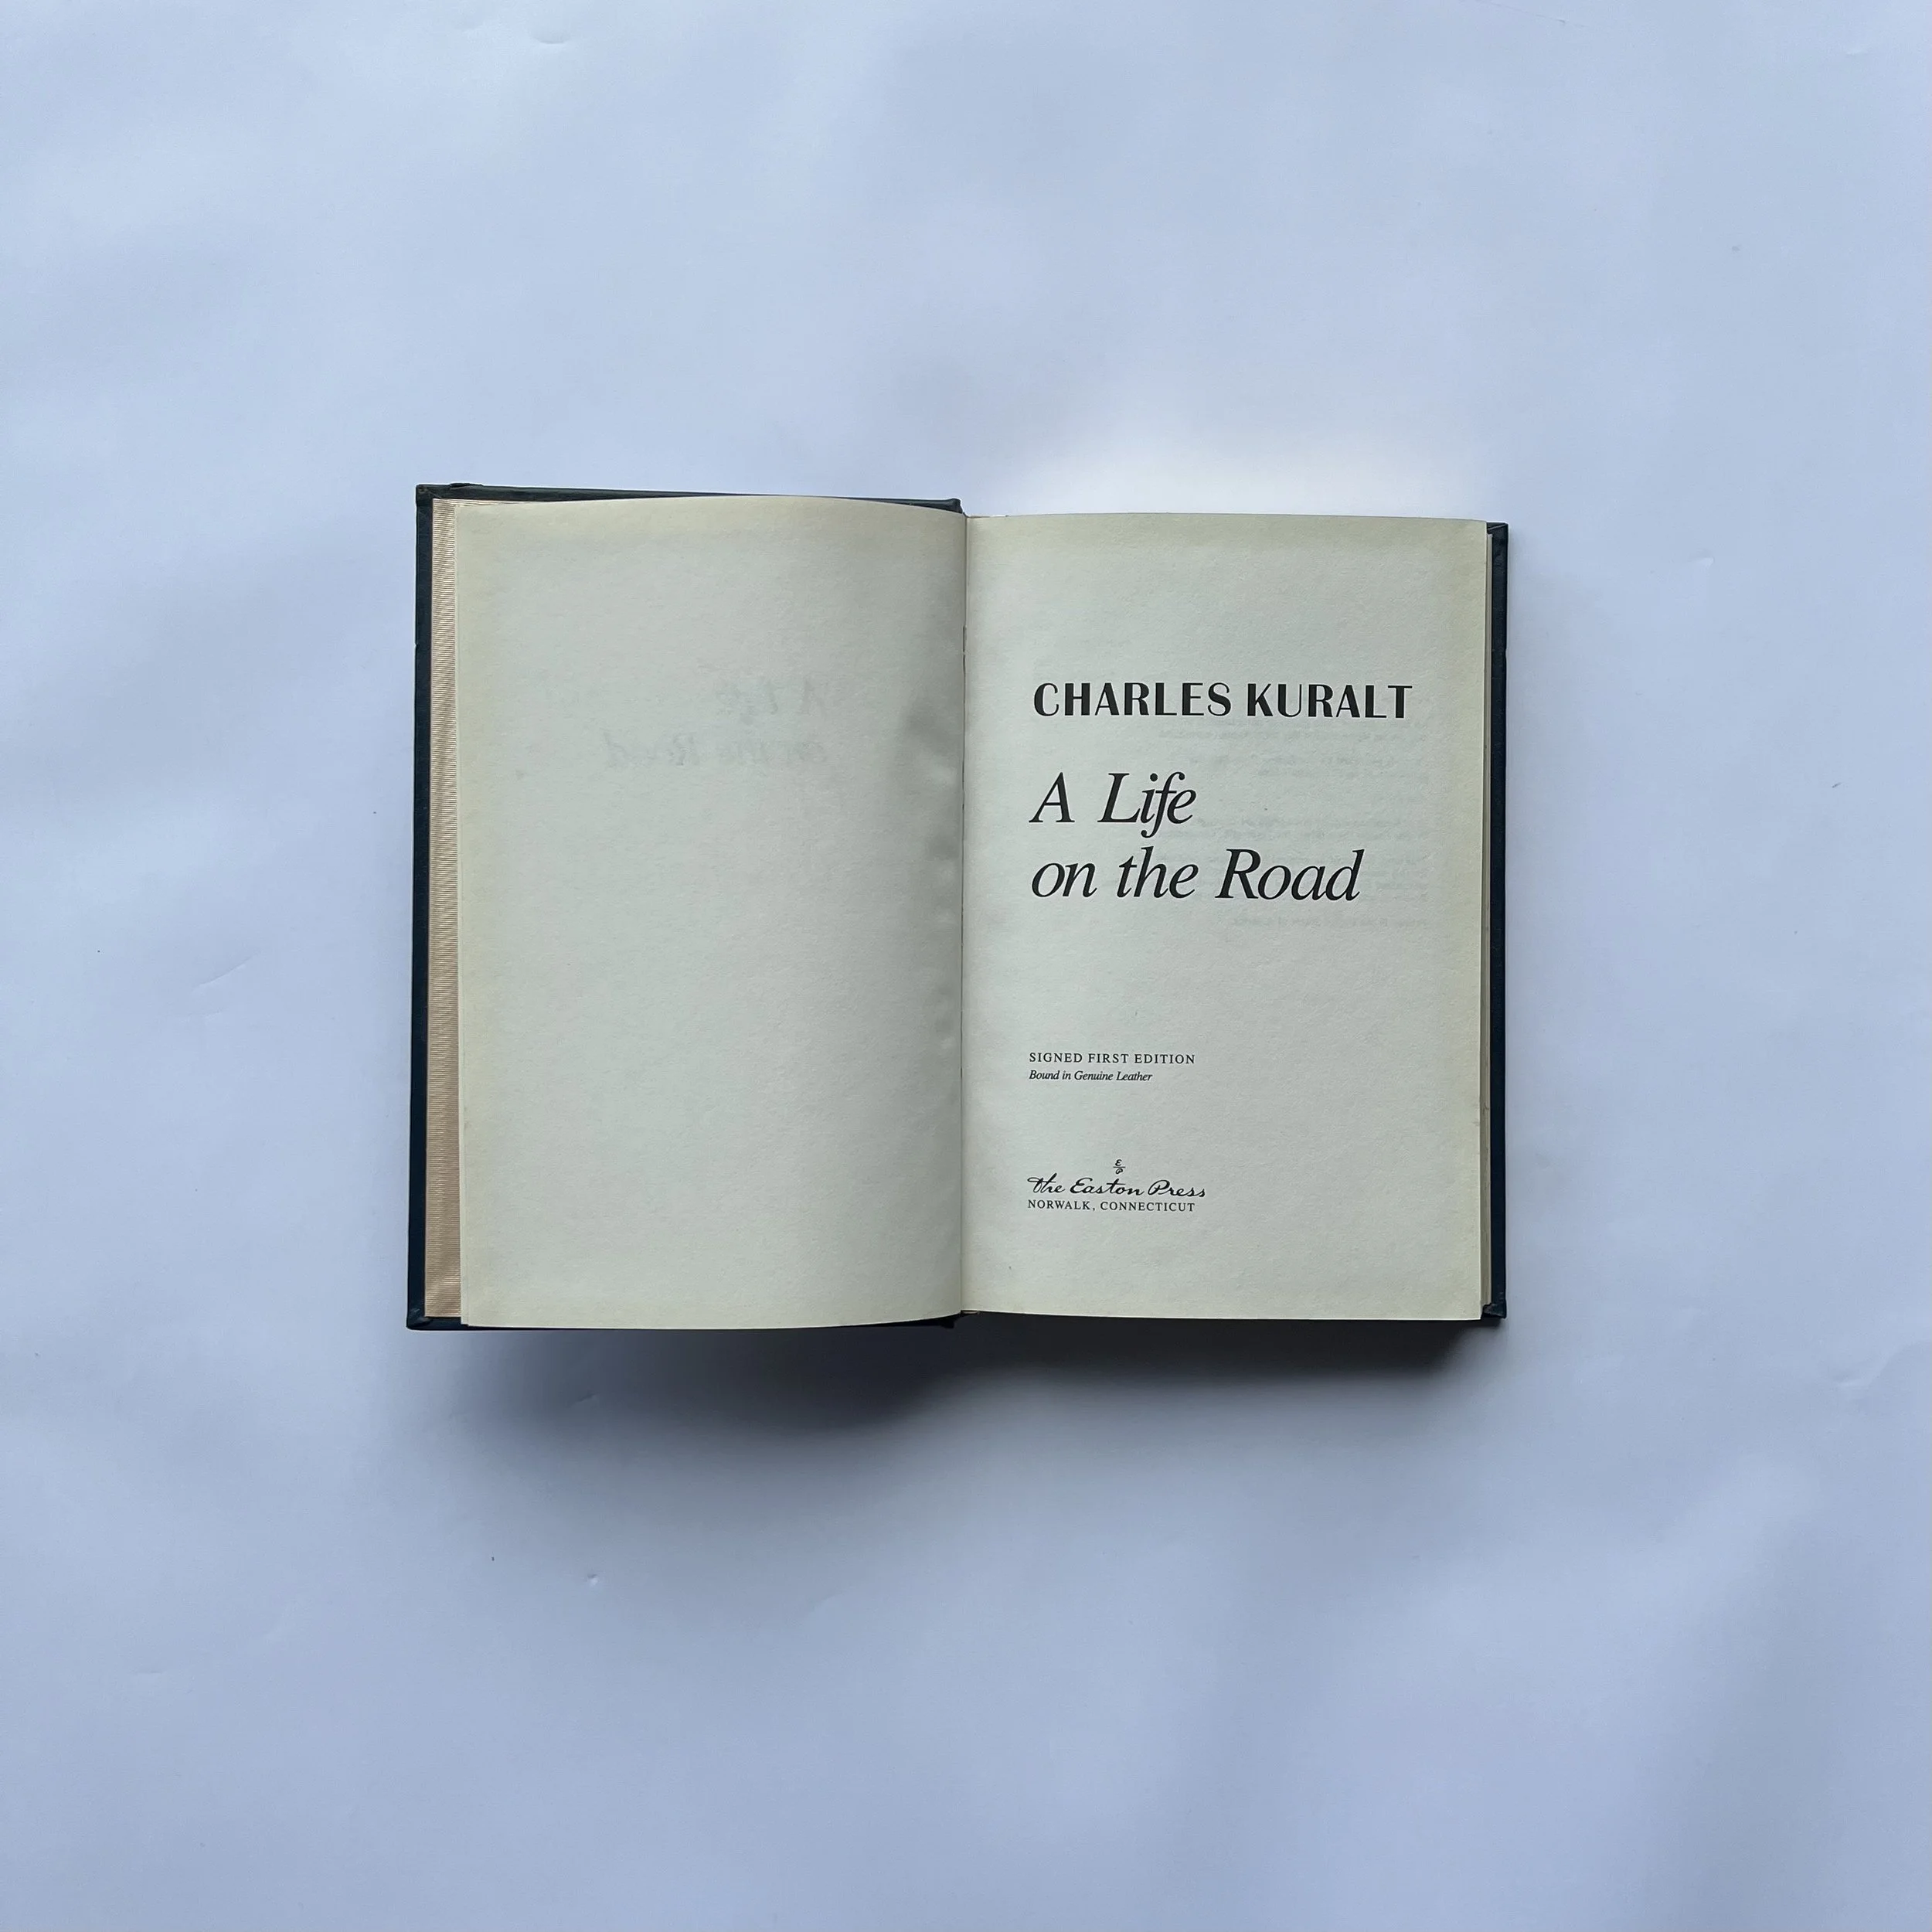 CHARLES KURALT
A Life
on the Road
SIGNED FIRST EDITION
Bound in Genuine Leather
E/P
The Easton Press
NORWALK, CONNECTICUT